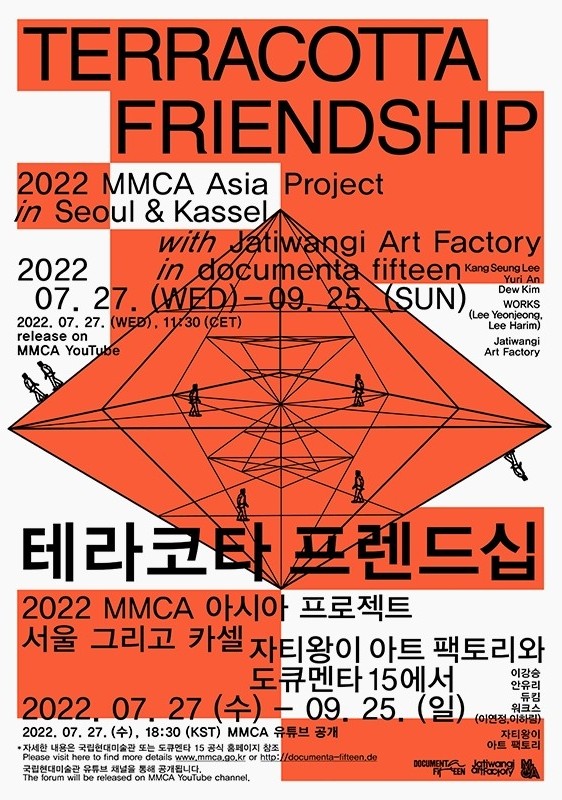 TERRACOTTA
FRIENDSHIP
2022 MMCA Asia Project
in Seoul & Kassel
with Jatiwangi Art Factory
in documenta fifteen
2022
07. 27. (WED) – 09. 25. (SUN)
2022. 07. 27. (WED), 11:30 (CET)
release on
MMCA YouTube
Kang Seung Lee
Yuri An
Dew Kim
WORKS
(Lee Yeonjeong,
Lee Harim)
Jatiwangi
Art Factory
테라코타 프렌드십
2022 MMCA 아시아 프로젝트
서울 그리고 카셀
자티왕이 아트 팩토리와
도큐멘타 15에서
2022. 07. 27 (수) – 09. 25. (일)
2022. 07. 27. (수), 18:30 (KST) MMCA 유튜브 공개
이강승
안유리
듀킴
워크스
(이연정,이하림)
자티왕이
아트 팩토리
* 자세한 내용은 국립현대미술관 또는 도큐멘타 15 공식 홈페이지 참조
Please visit here to find more details www.mmca.go.kr or http://documenta-fifteen.de
국립현대미술관 유튜브 채널을 통해 공개됩니다.
The forum will be released on MMCA YouTube channel.
DOCUMENTA
FIFTEEN
Jatiwangi
artFactory
MMCA